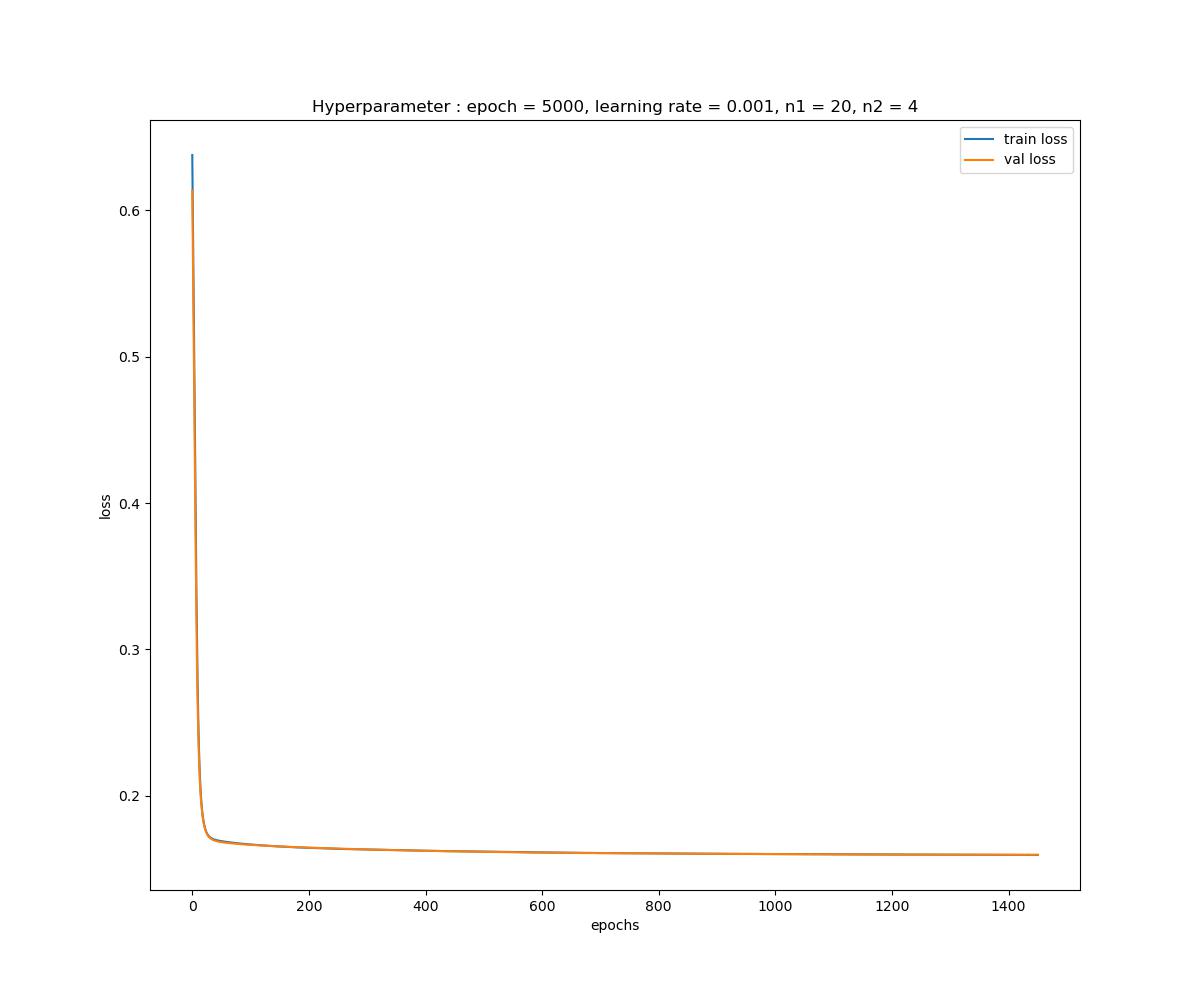 Hyperparameter : epoch = 5000, learning rate = 0.001, n1 = 20, n2 = 4
train loss
val loss
0.6
0.5
0.4
0.3
0.2
loss
0 200 400 600 800 1000 1200 1400
epochs